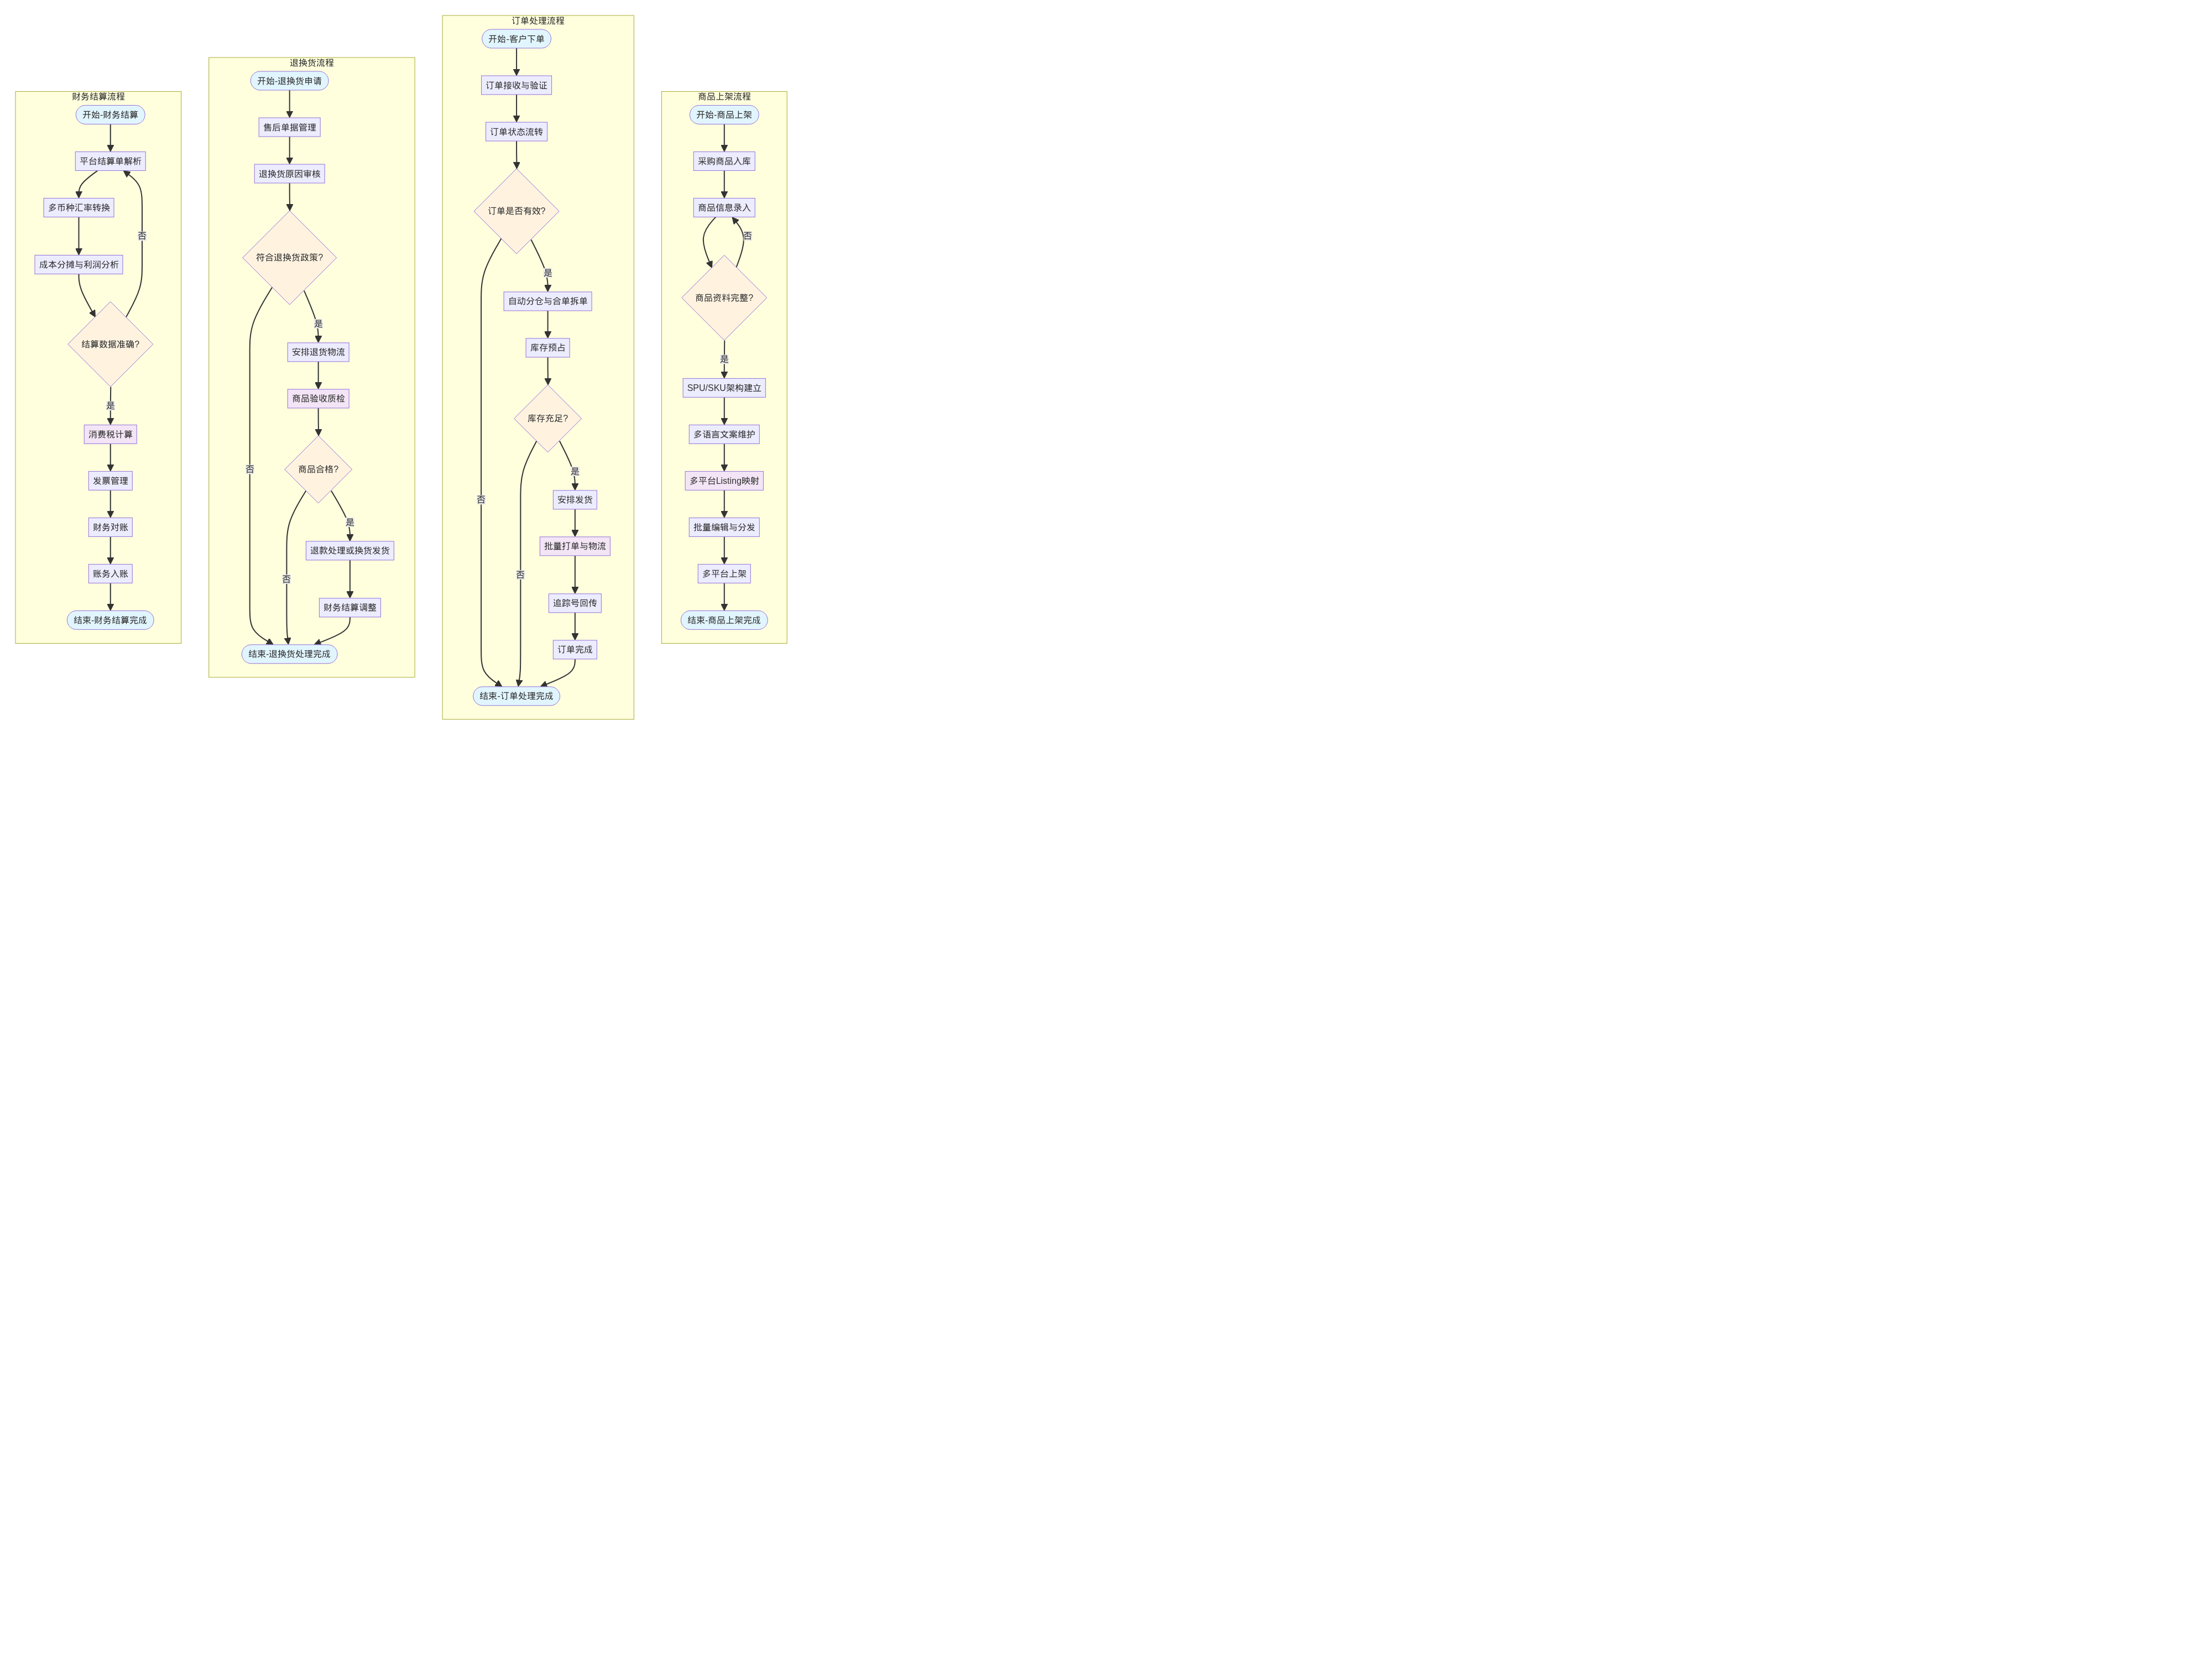 财务结算流程
开始-财务结算
平台结算单解析
多币种汇率转换
否
成本分摊与利润分析
结算数据准确?
是
消费税计算
发票管理
财务对账
账务入账
结束-财务结算完成
退换货流程
开始-退换货申请
售后单据管理
退换货原因审核
符合退换货政策?
是
安排退货物流
商品验收质检
否
商品合格?
是
退款处理或换货发货
否
财务结算调整
结束-退换货处理完成
订单处理流程
开始-客户下单
订单接收与验证
订单状态流转
订单是否有效?
是
自动分仓与合单拆单
库存预占
库存充足?
是
否
安排发货
批量打单与物流
否
追踪号回传
订单完成
结束-订单处理完成
商品上架流程
开始-商品上架
采购商品入库
商品信息录入
否
商品资料完整?
是
SPU/SKU架构建立
多语言文案维护
多平台Listing映射
批量编辑与分发
多平台上架
结束-商品上架完成